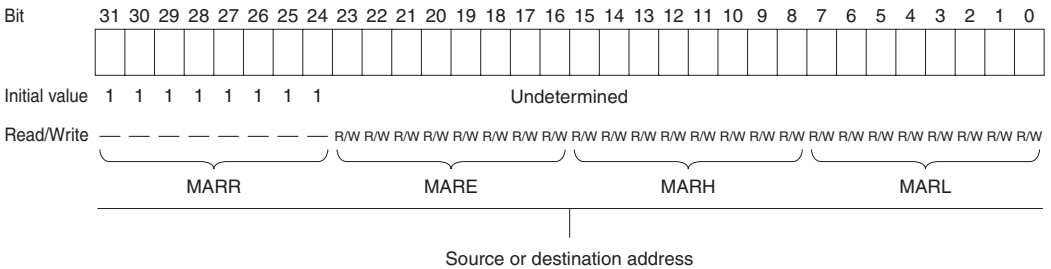 Bit 31 30 29 28 27 26 25 24 23 22 21 20 19 18 17 16 15 14 13 12 11 10 9 8 7 6 5 4 3 2 1 0
Initial value 1 1 1 1 1 1 1 1 Undetermined
Read/Write — — — — — — — — R/W R/W R/W R/W R/W R/W R/W R/W R/W R/W R/W R/W R/W R/W R/W R/W R/W R/W R/W R/W R/W R/W R/W R/W
MARR MARE MARH MARL
Source or destination address